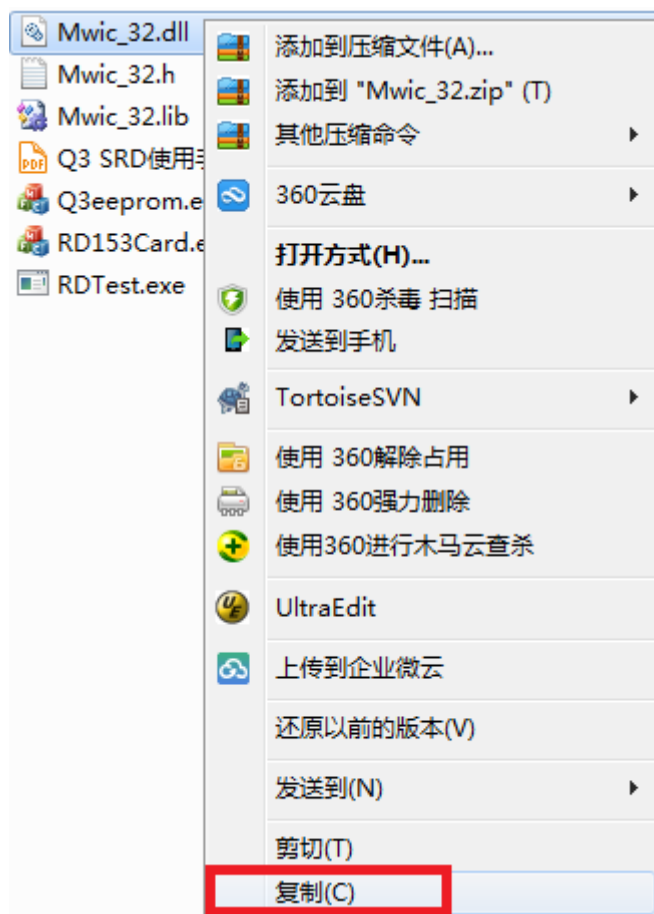 Mwic_32.dll
Mwic_32.h
Mwic_32.lib
Q3 SRD使用
Q3eeprom.e
RD153Card.e
RDTest.exe
添加到压缩文件(A)...
添加到 "Mwic_32.zip" (T)
其他压缩命令
360云盘
打开方式(H)...
使用 360杀毒 扫描
发送到手机
TortoiseSVN
使用 360解除占用
使用 360强力删除
使用360进行木马云查杀
UltraEdit
上传到企业微云
还原以前的版本(V)
发送到(N)
剪切(T)
复制(C)